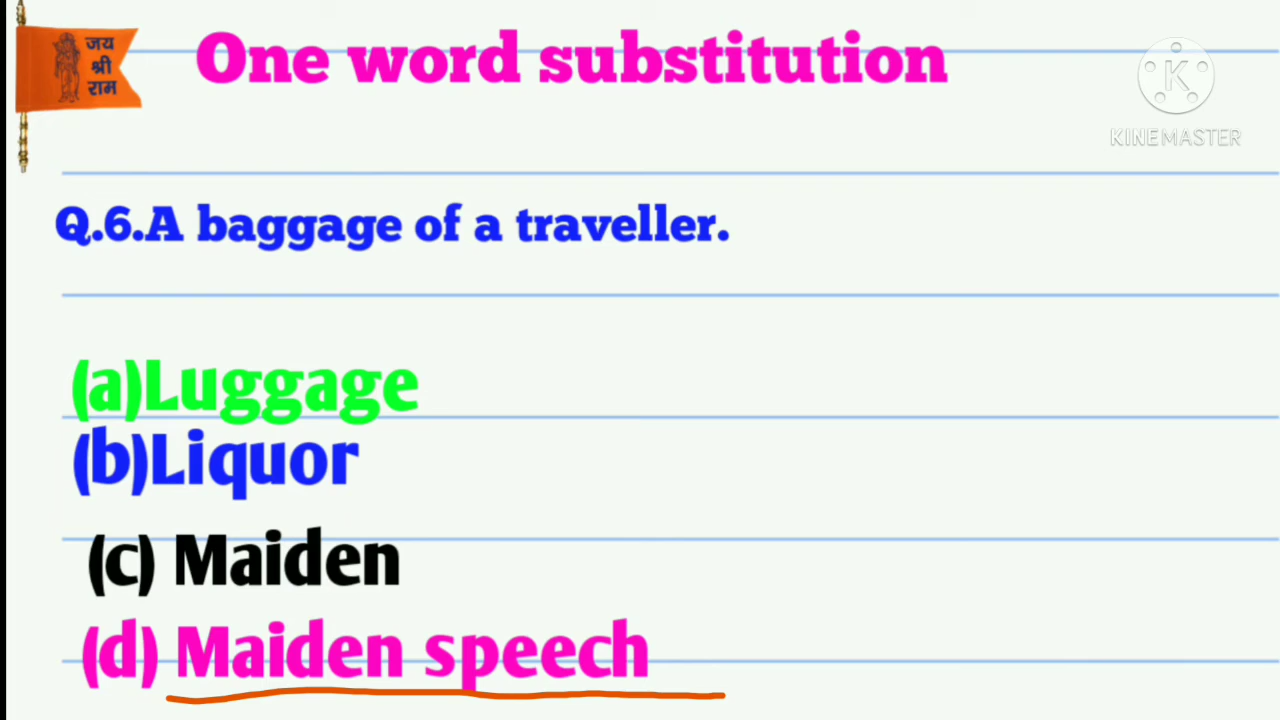 जय
श्री
राम
One word substitution
K
KINEMASTER
Q.6.A baggage of a traveller.
(a)Luggage
(b)Liquor
(c) Maiden
(d) Maiden speech